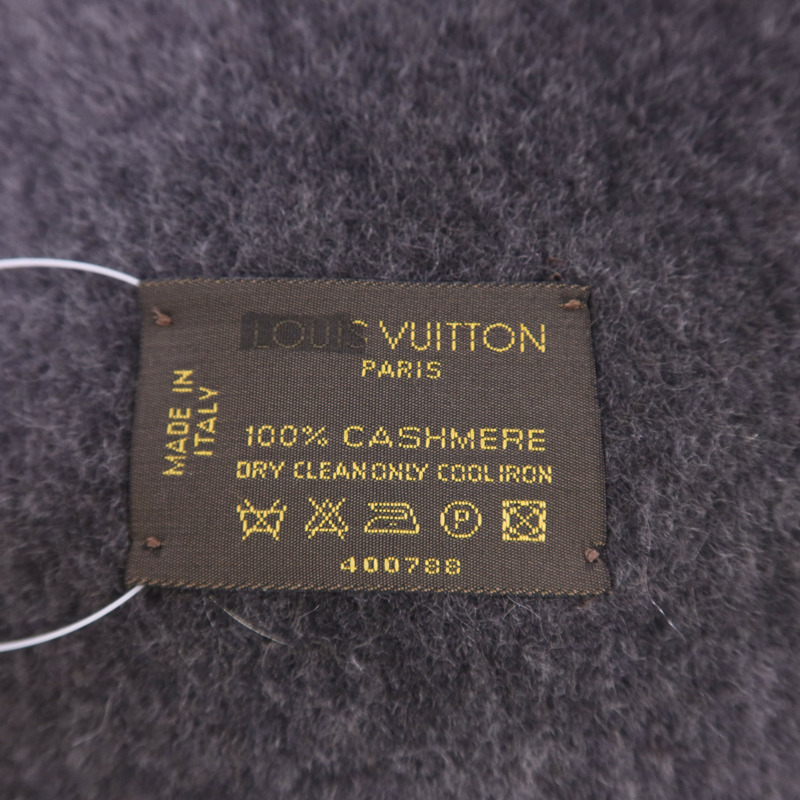 LOUIS VUITTON
PARIS
MADE IN
ITALY
100% CASHMERE
DRY CLEAN ONLY COOL IRON
P
400788